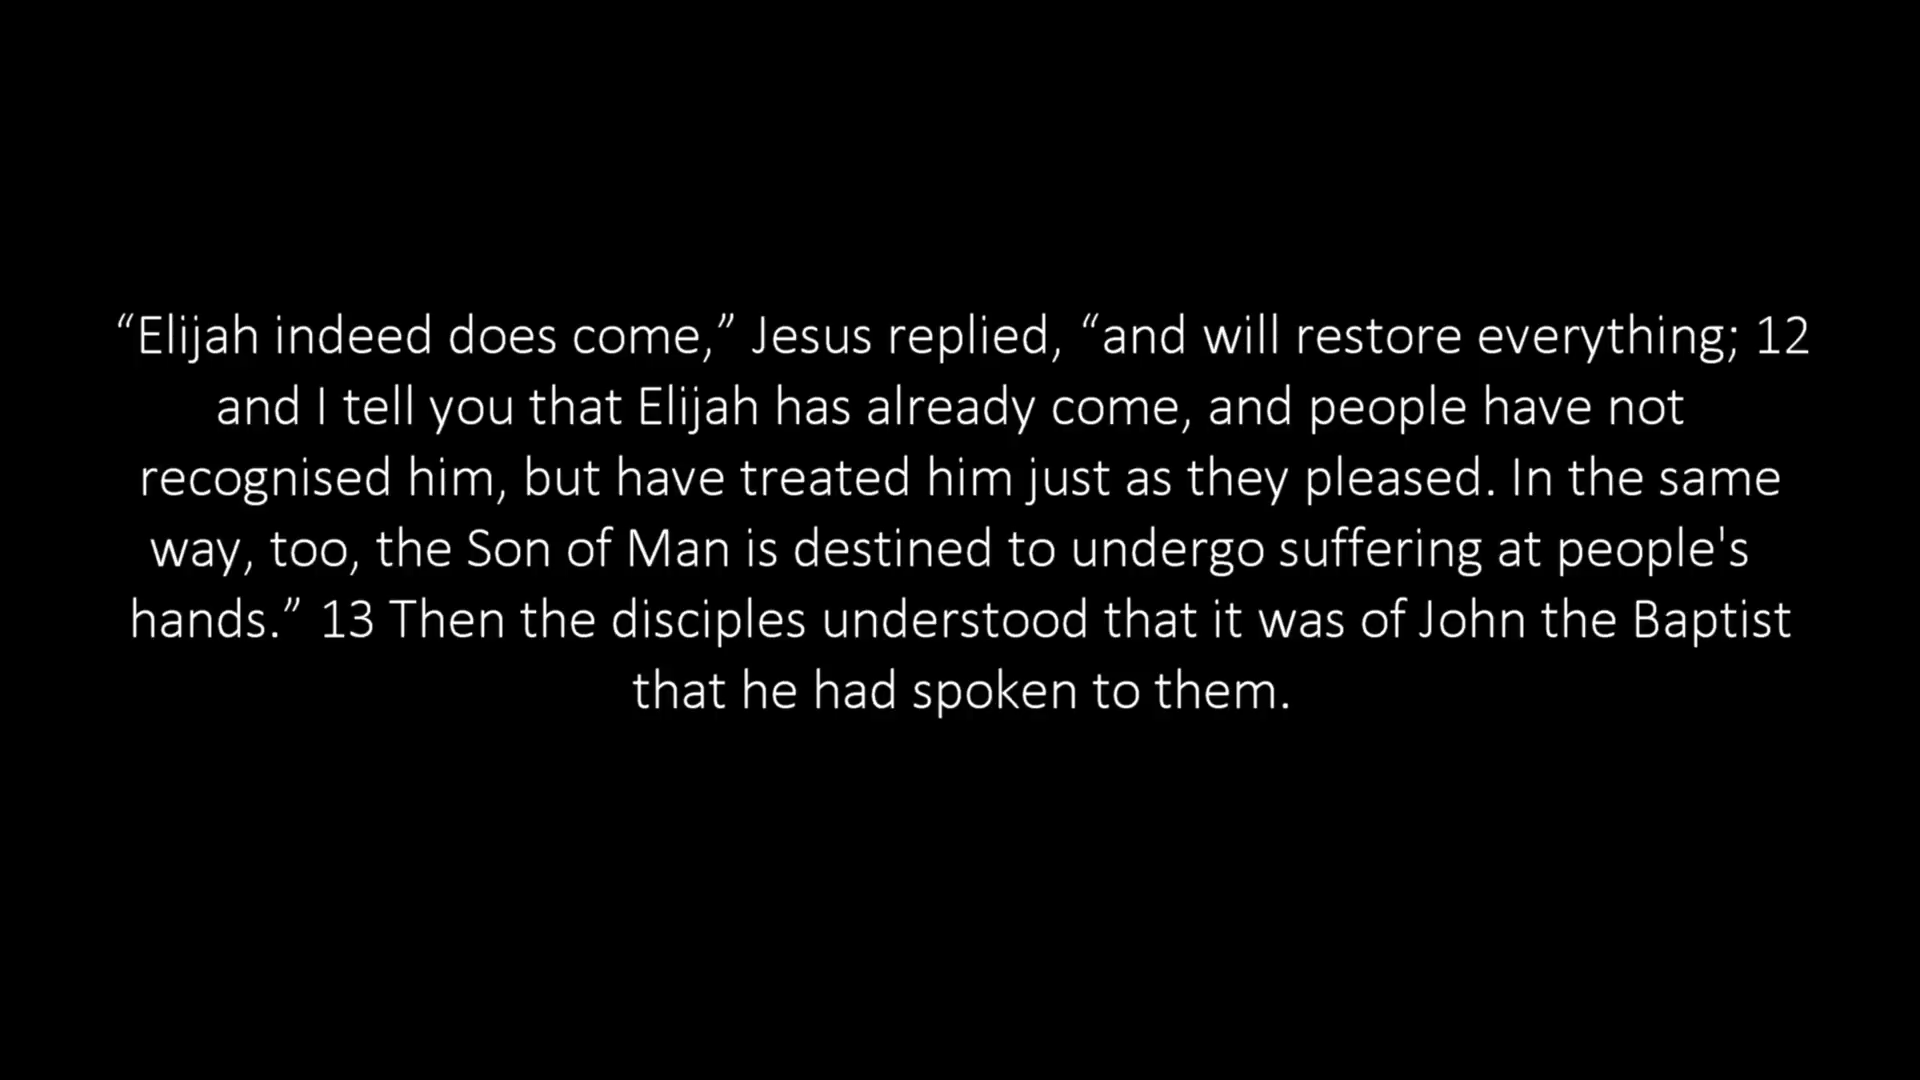 “Elijah indeed does come,” Jesus replied, “and will restore everything; 12
and I tell you that Elijah has already come, and people have not
recognised him, but have treated him just as they pleased. In the same
way, too, the Son of Man is destined to undergo suffering at people's
hands.” 13 Then the disciples understood that it was of John the Baptist
that he had spoken to them.